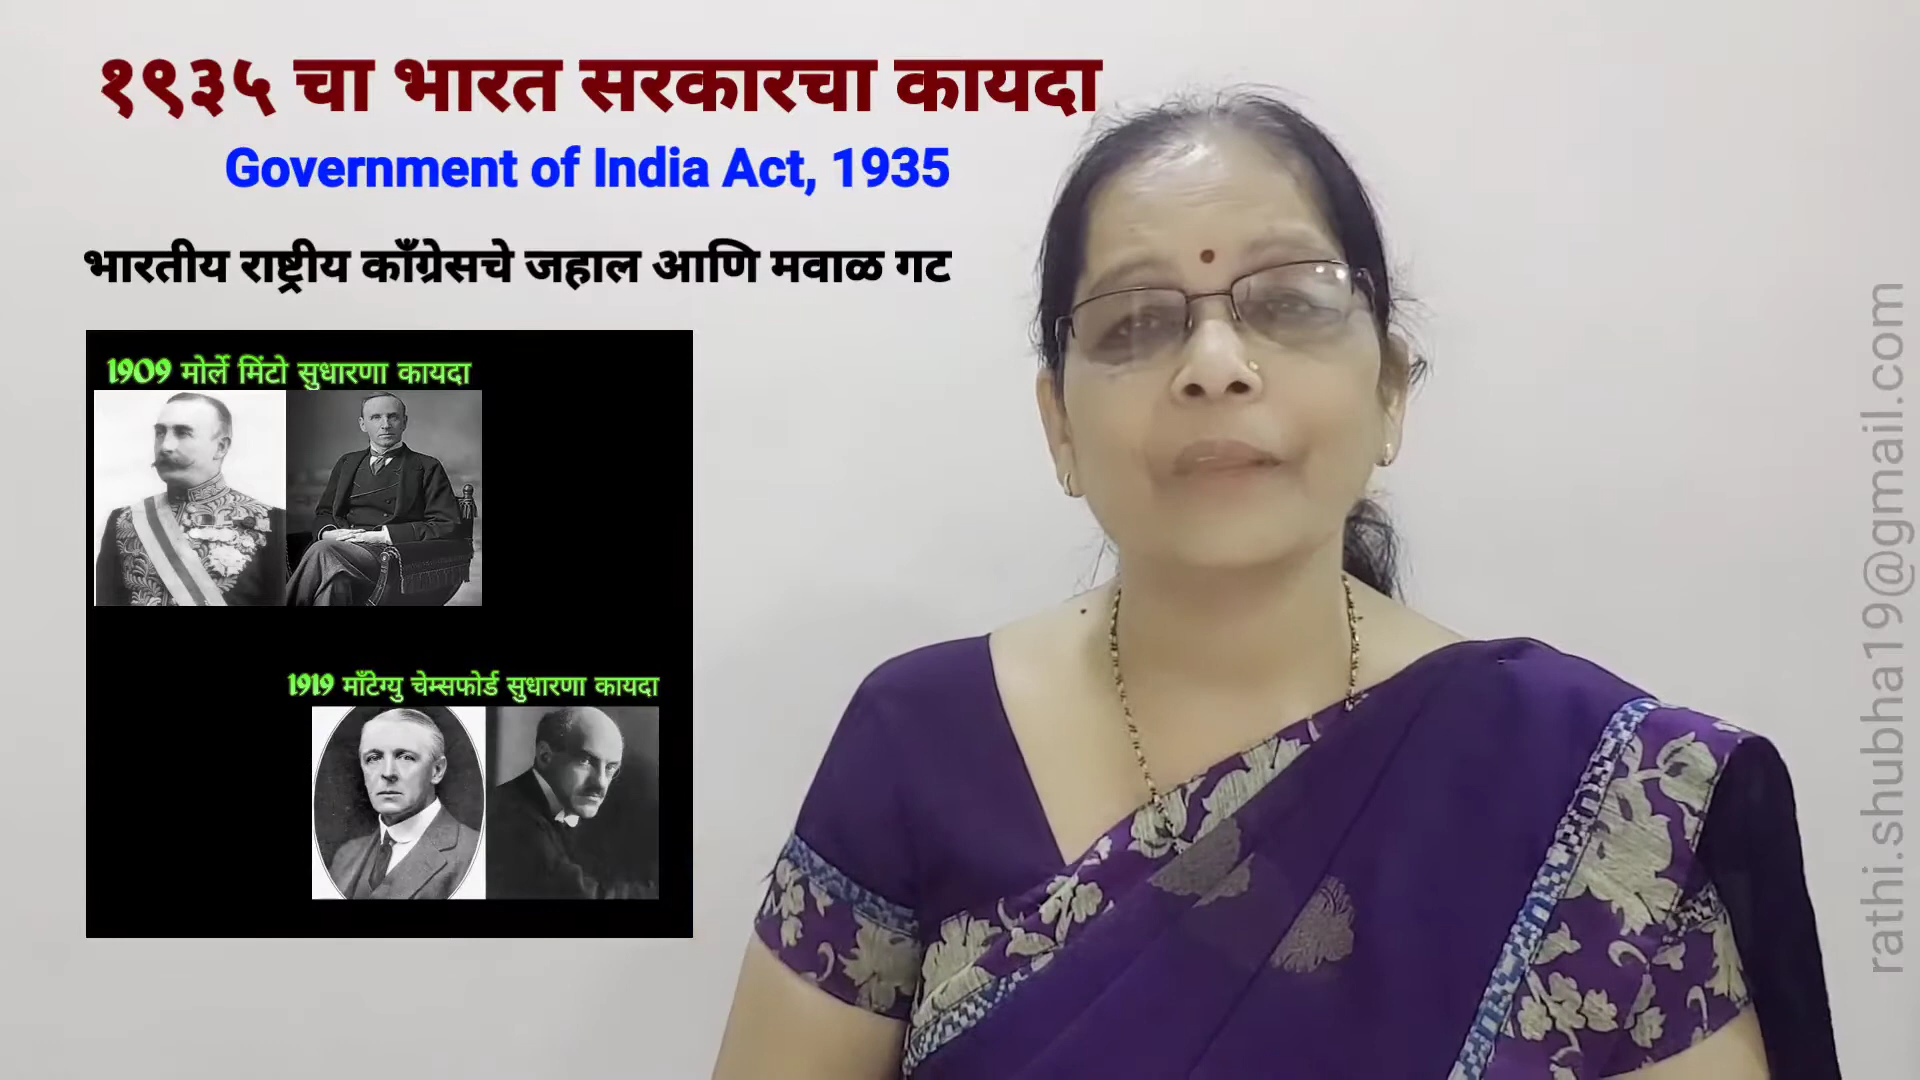 १९३५ चा भारत सरकारचा कायदा
Government of India Act, 1935
भारतीय राष्ट्रीय काँग्रेसचे जहाल आणि मवाळ गट
1909 मोर्ले मिंटो सुधारणा कायदा
1919 माँटेग्यु चेम्सफोर्ड सुधारणा कायदा
rathi.shubha19@gmail.com